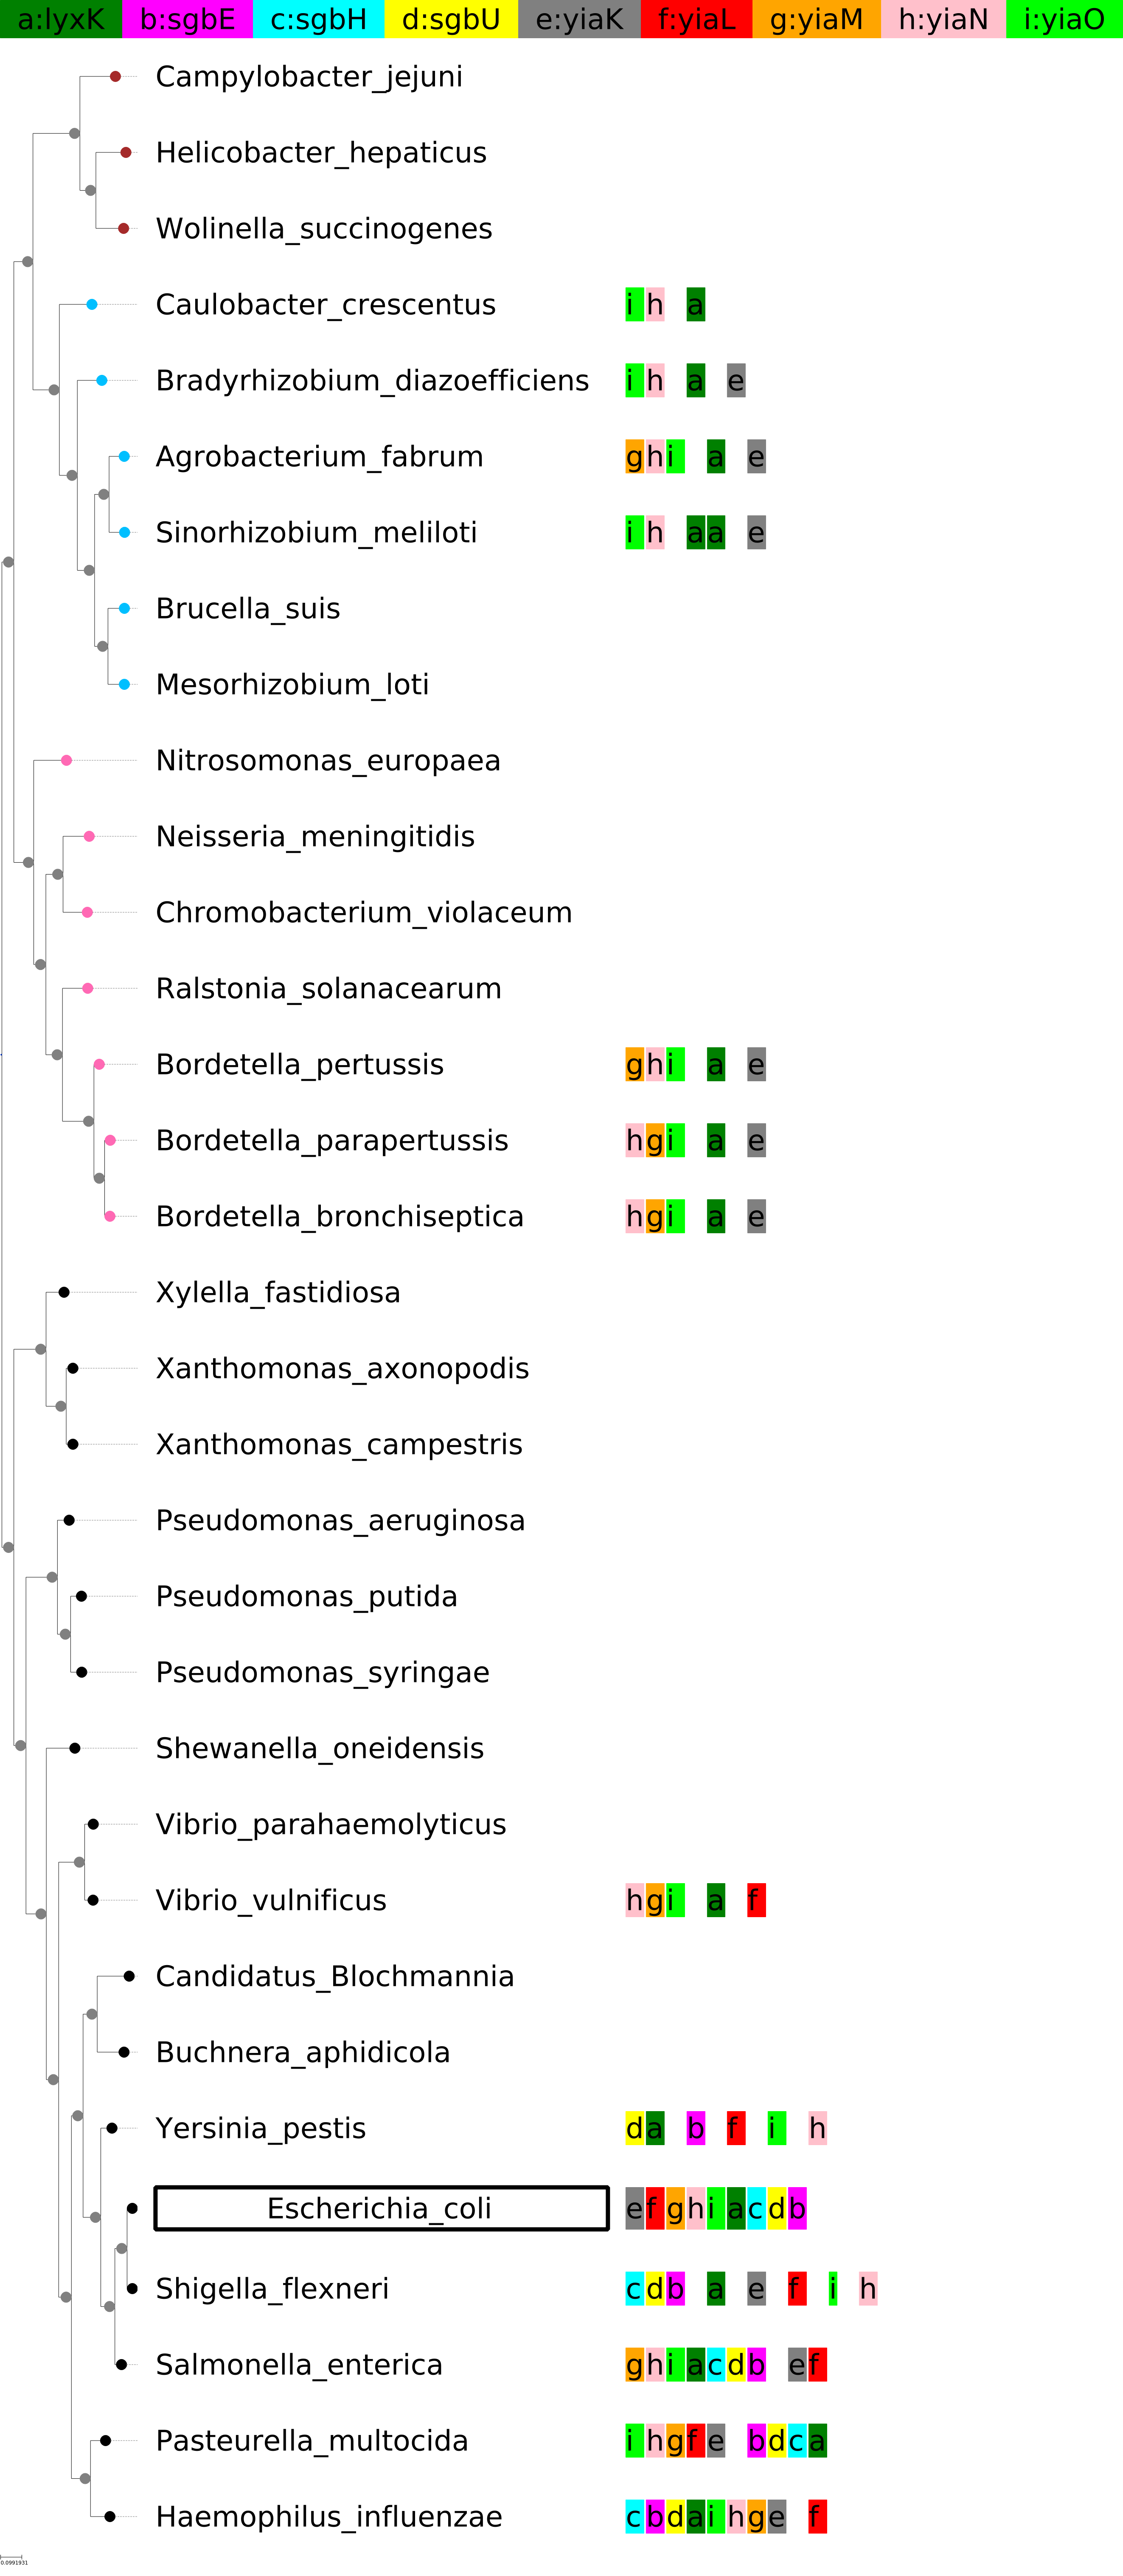 a:lyxK b:sgbE c:sgbH d:sgbU e:yiaK f:yiaL g:yiaM h:yiaN i:yiaO
Campylobacter_jejuni
Helicobacter_hepaticus
Wolinella_succinogenes
Caulobacter_crescentus i h a
Bradyrhizobium_diazoefficiens i h a e
Agrobacterium_fabrum g h i a e
Sinorhizobium_meliloti i h a a e
Brucella_suis
Mesorhizobium_loti
Nitrosomonas_europaea
Neisseria_meningitidis
Chromobacterium_violaceum
Ralstonia_solanacearum
Bordetella_pertussis g h i a e
Bordetella_parapertussis h g i a e
Bordetella_bronchiseptica h g i a e
Xylella_fastidiosa
Xanthomonas_axonopodis
Xanthomonas_campestris
Pseudomonas_aeruginosa
Pseudomonas_putida
Pseudomonas_syringae
Shewanella_oneidensis
Vibrio_parahaemolyticus
Vibrio_vulnificus h g i a f
Candidatus_Blochmannia
Buchnera_aphidicola
Yersinia_pestis d a b f i h
Escherichia_coli e f g h i a c d b
Shigella_flexneri c d b a e f i h
Salmonella_enterica g h i a c d b e f
Pasteurella_multocida i h g f e b d c a
Haemophilus_influenzae c b d a i h g e f
0.0991931